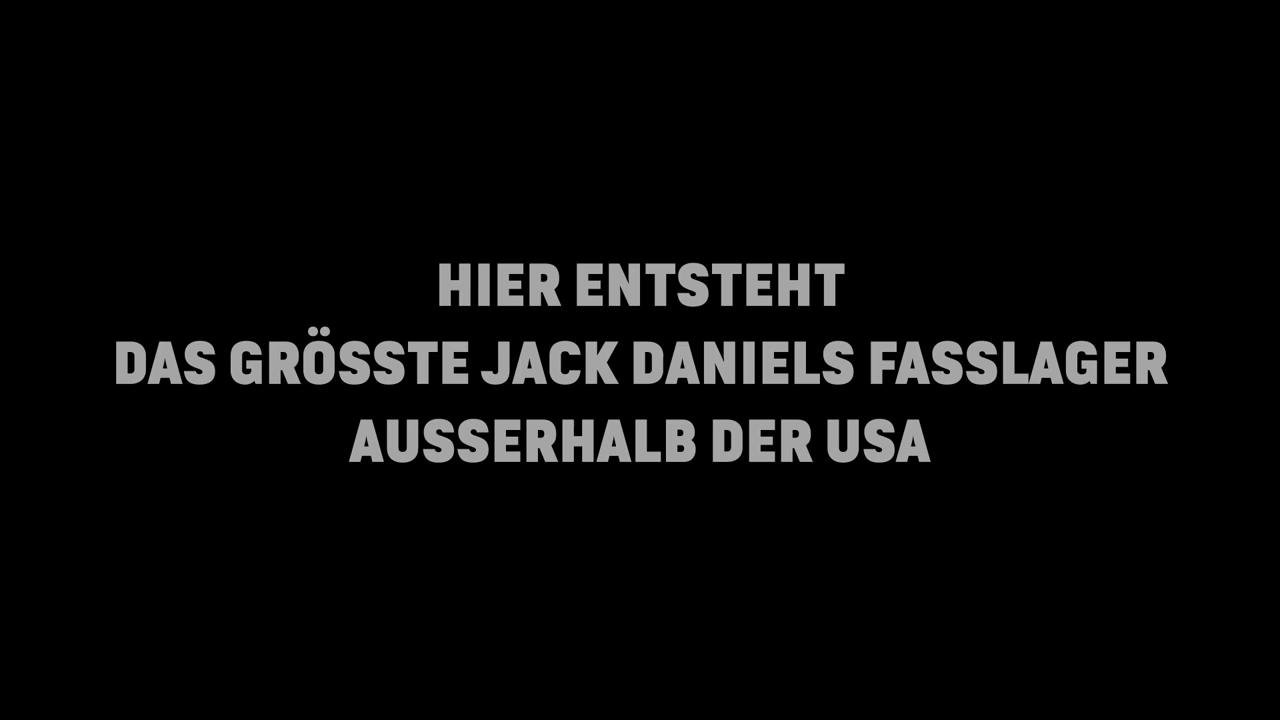 HIER ENTSTEHT
DAS GRÖSSTE JACK DANIELS FASSLAGER
AUSSERHALB DER USA